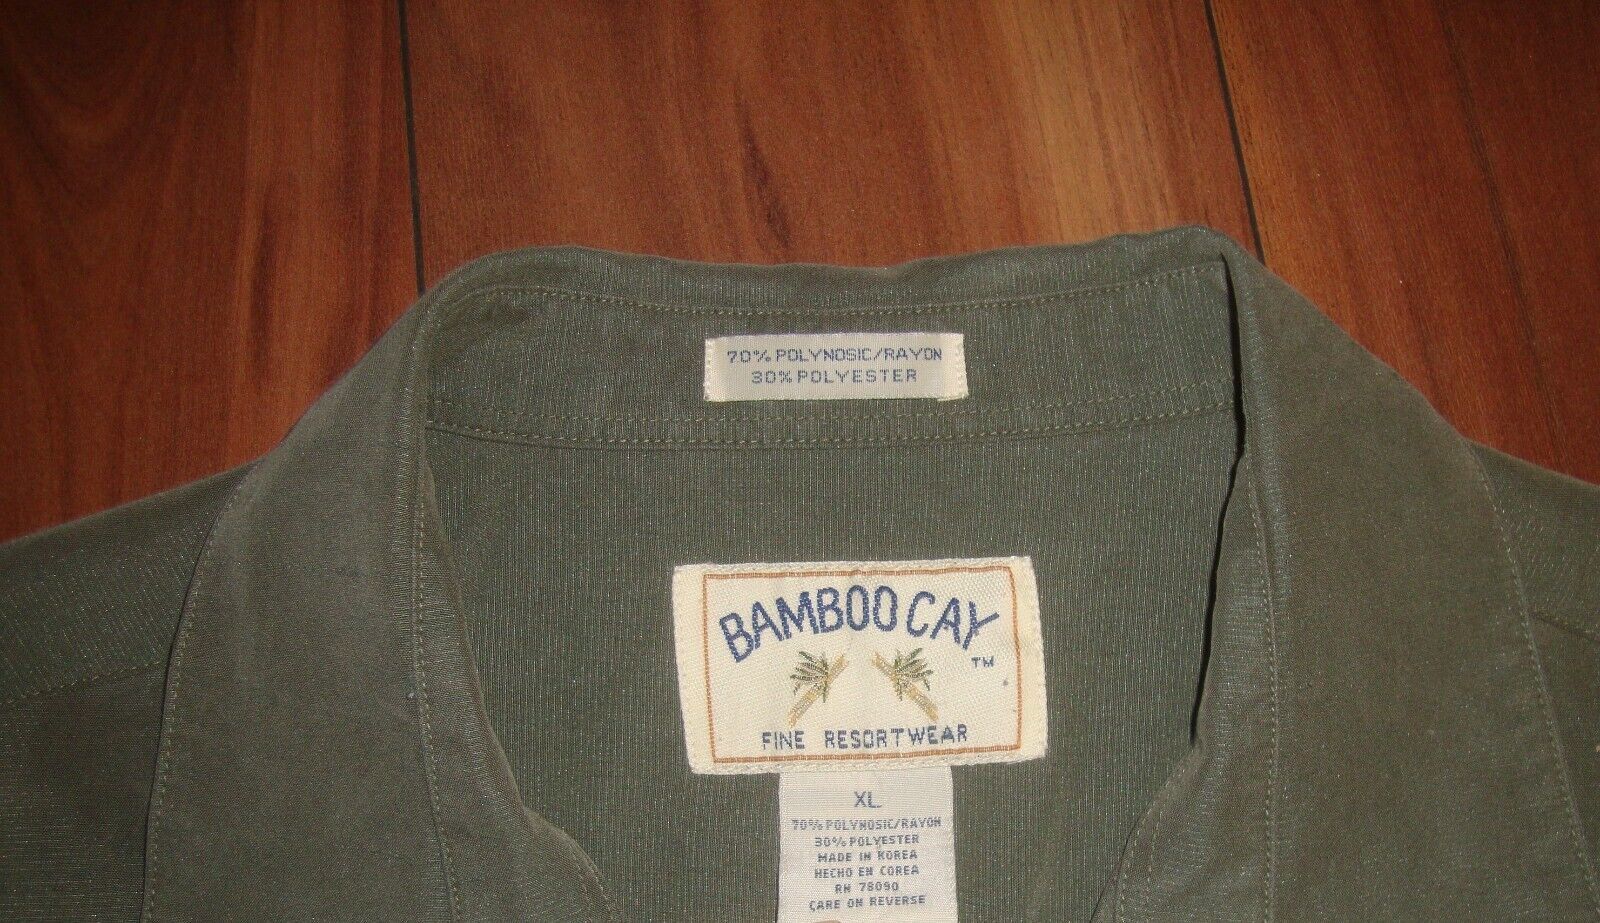 70% POLYNOSIC/RAYON
30% POLYESTER
BAMBOO CAY
TM
FINE RESORTWEAR
XL
70% POLYNOSIC/RAYON
30% POLYESTER
MADE IN KOREA
HECHO EN COREA
RN 78090
CARE ON REVERSE